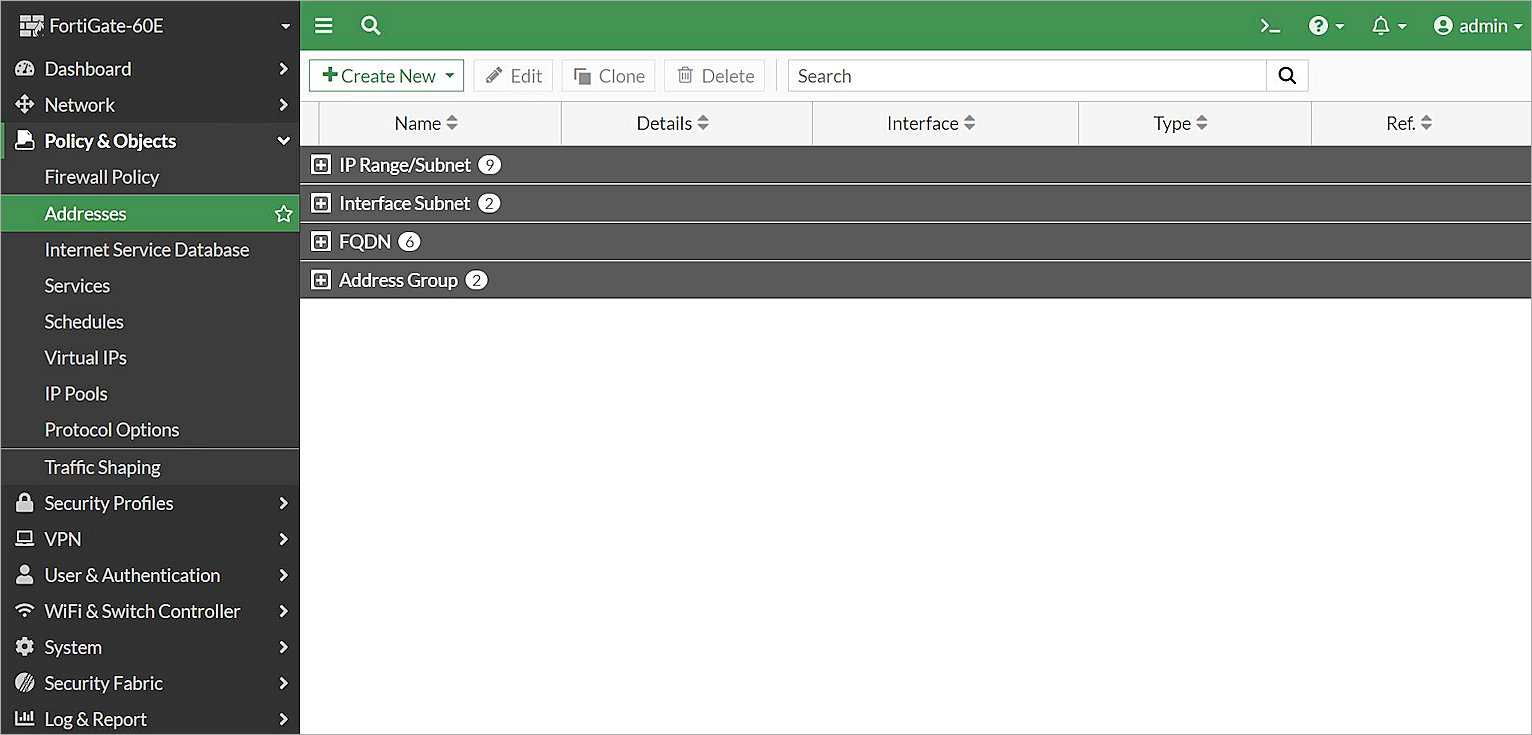 FortiGate-60E
admin
Dashboard
Network
Policy & Objects
Firewall Policy
Addresses
Internet Service Database
Services
Schedules
Virtual IPs
IP Pools
Protocol Options
Traffic Shaping
Security Profiles
VPN
User & Authentication
WiFi & Switch Controller
System
Security Fabric
Log & Report
Create New Edit Clone Delete Search
Name Details Interface Type Ref.
IP Range/Subnet 9
Interface Subnet 2
FQDN 6
Address Group 2